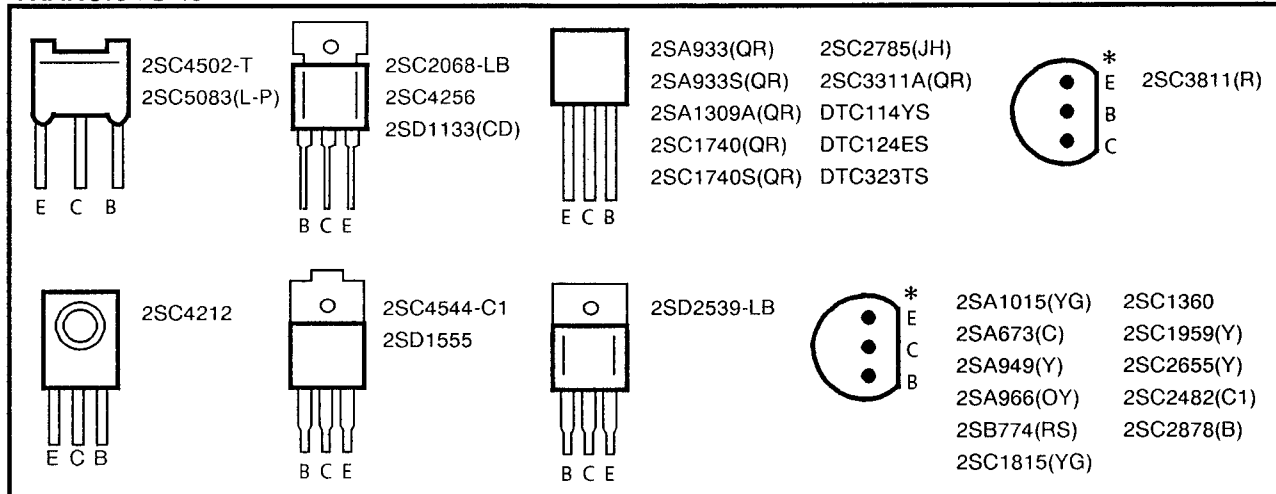 2SC4502-T
2SC5083(L-P)
E C B
2SC2068-LB
2SC4256
2SD1133(CD)
B C E
2SA933(QR) 2SC2785(JH)
2SA933S(QR) 2SC3311A(QR)
2SA1309A(QR) DTC114YS
2SC1740(QR) DTC124ES
2SC1740S(QR) DTC323TS
E C B
*
E
B
C
2SC3811(R)
2SC4212
E C B
2SC4544-C1
2SD1555
B C E
2SD2539-LB
B C E
*
E
C
B
2SA1015(YG) 2SC1360
2SA673(C) 2SC1959(Y)
2SA949(Y) 2SC2655(Y)
2SA966(OY) 2SC2482(C1)
2SB774(RS) 2SC2878(B)
2SC1815(YG)